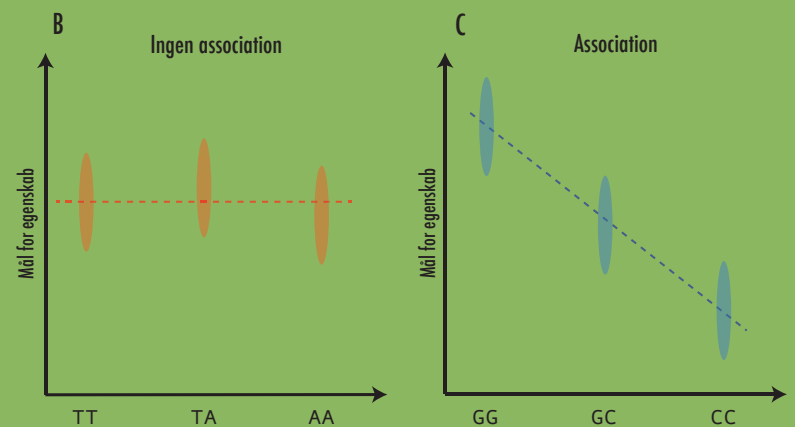 B
Ingen association
Mål for egenskab
TT TA AA
C
Association
Mål for egenskab
GG GC CC